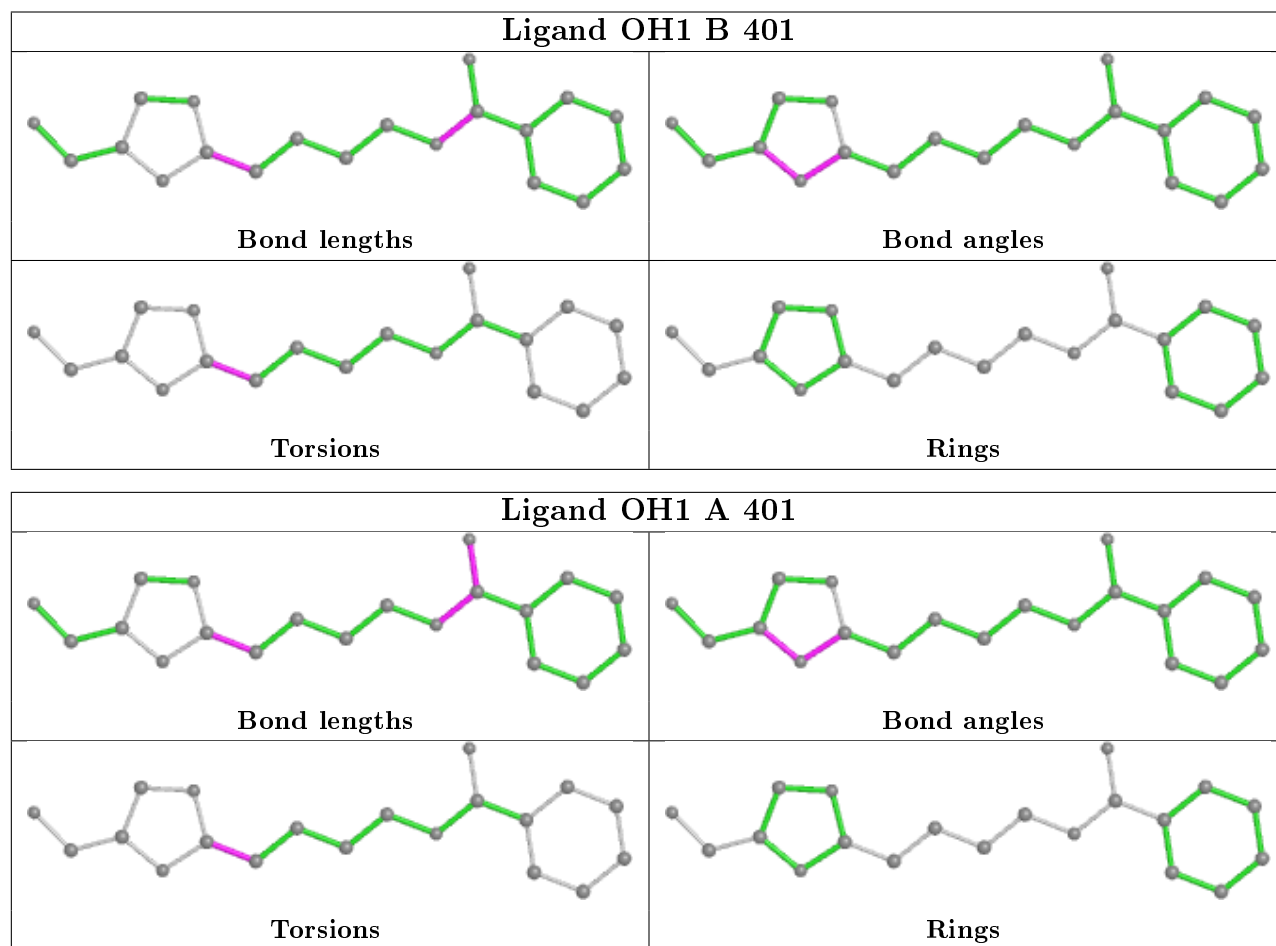 Ligand OH1 B 401
Bond lengths
Bond angles
Torsions
Rings
Ligand OH1 A 401
Bond lengths
Bond angles
Torsions
Rings